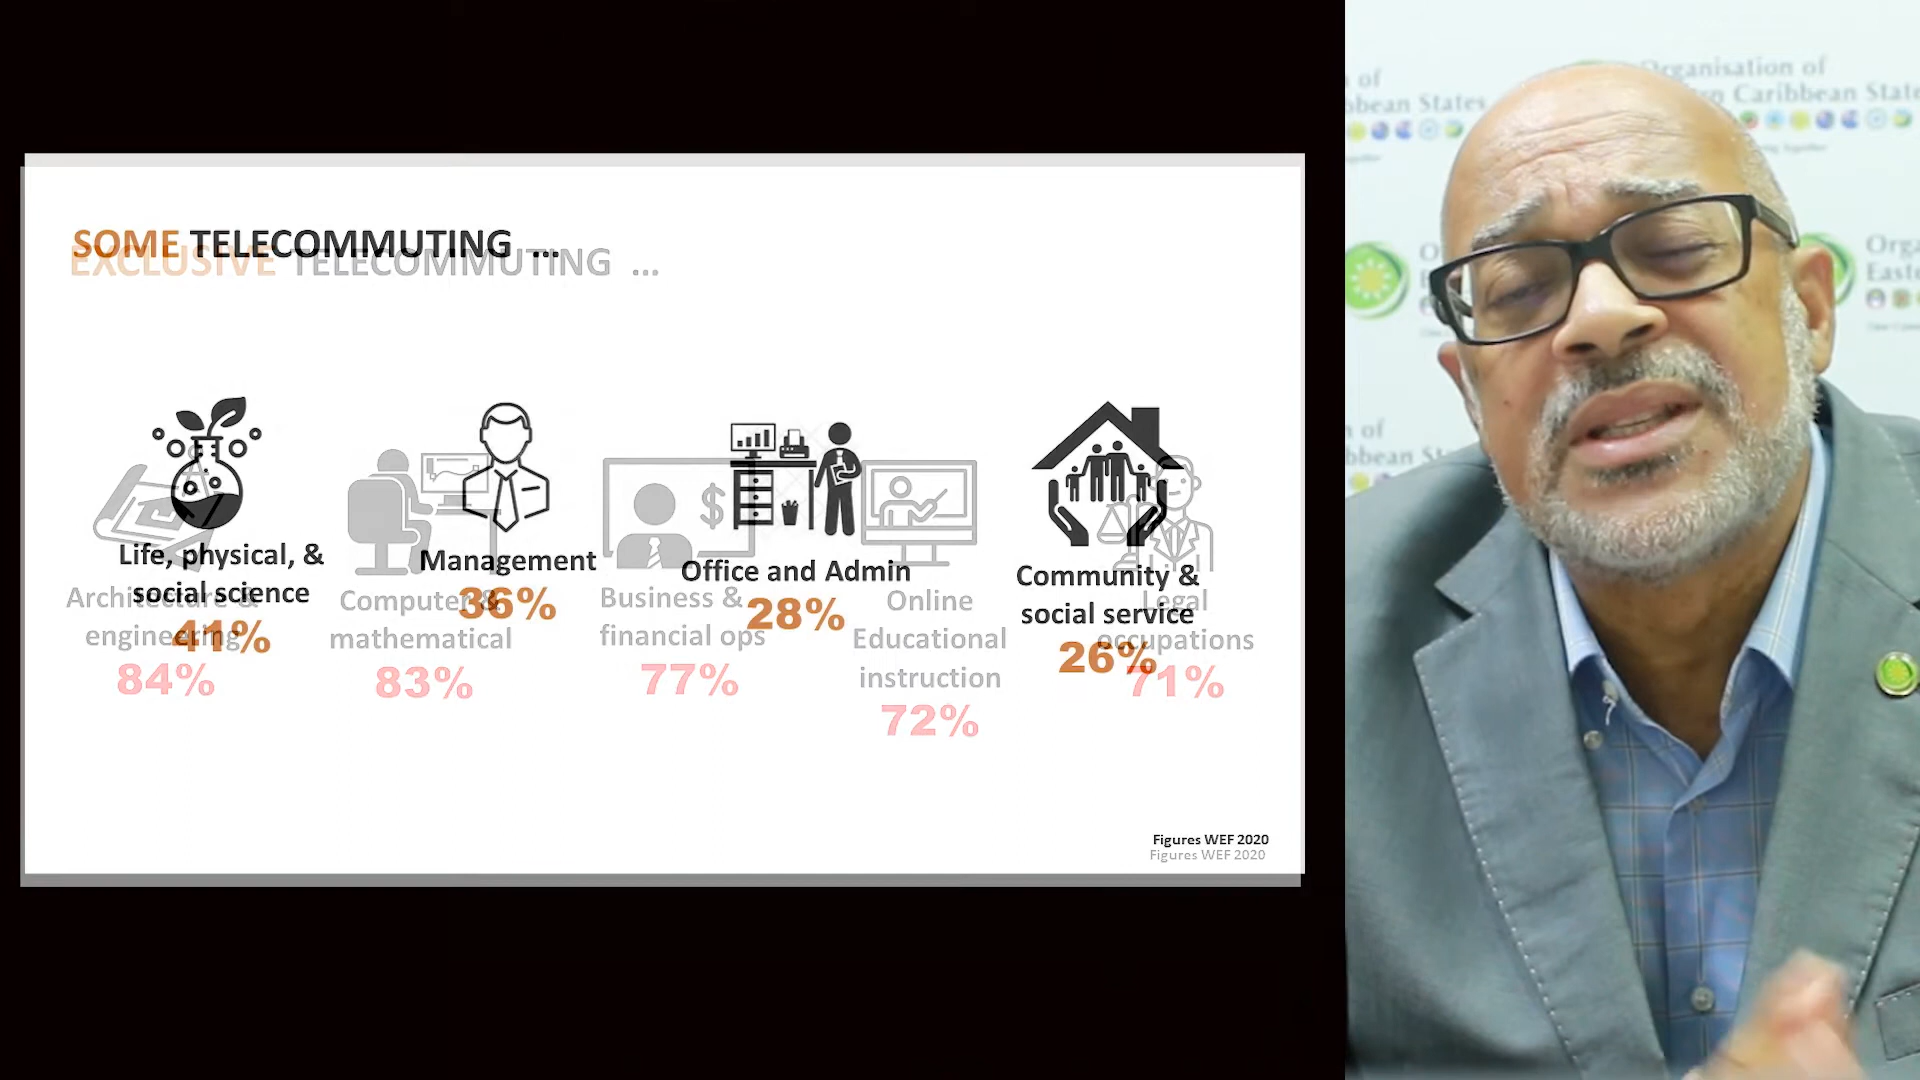 SOME TELECOMMUTING ...
EXCLUSIVE TELECOMMUTING ...
Life, physical, &
social science
41%
Management
36%
Office and Admin
28%
Community &
social service
26%
Architecture &
engineering
84%
Computer &
mathematical
83%
Business &
financial ops
77%
Online
Educational
instruction
72%
Legal
occupations
71%
Figures WEF 2020
Figures WEF 2020
Organisation of
Caribbean States